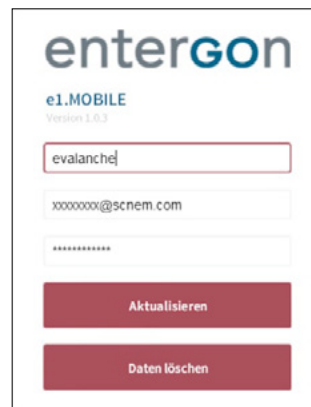 entergon
e1.MOBILE
Version 1.0.3
evalanche
xxxxxxxx@scnem.com
************
Aktualisieren
Daten löschen